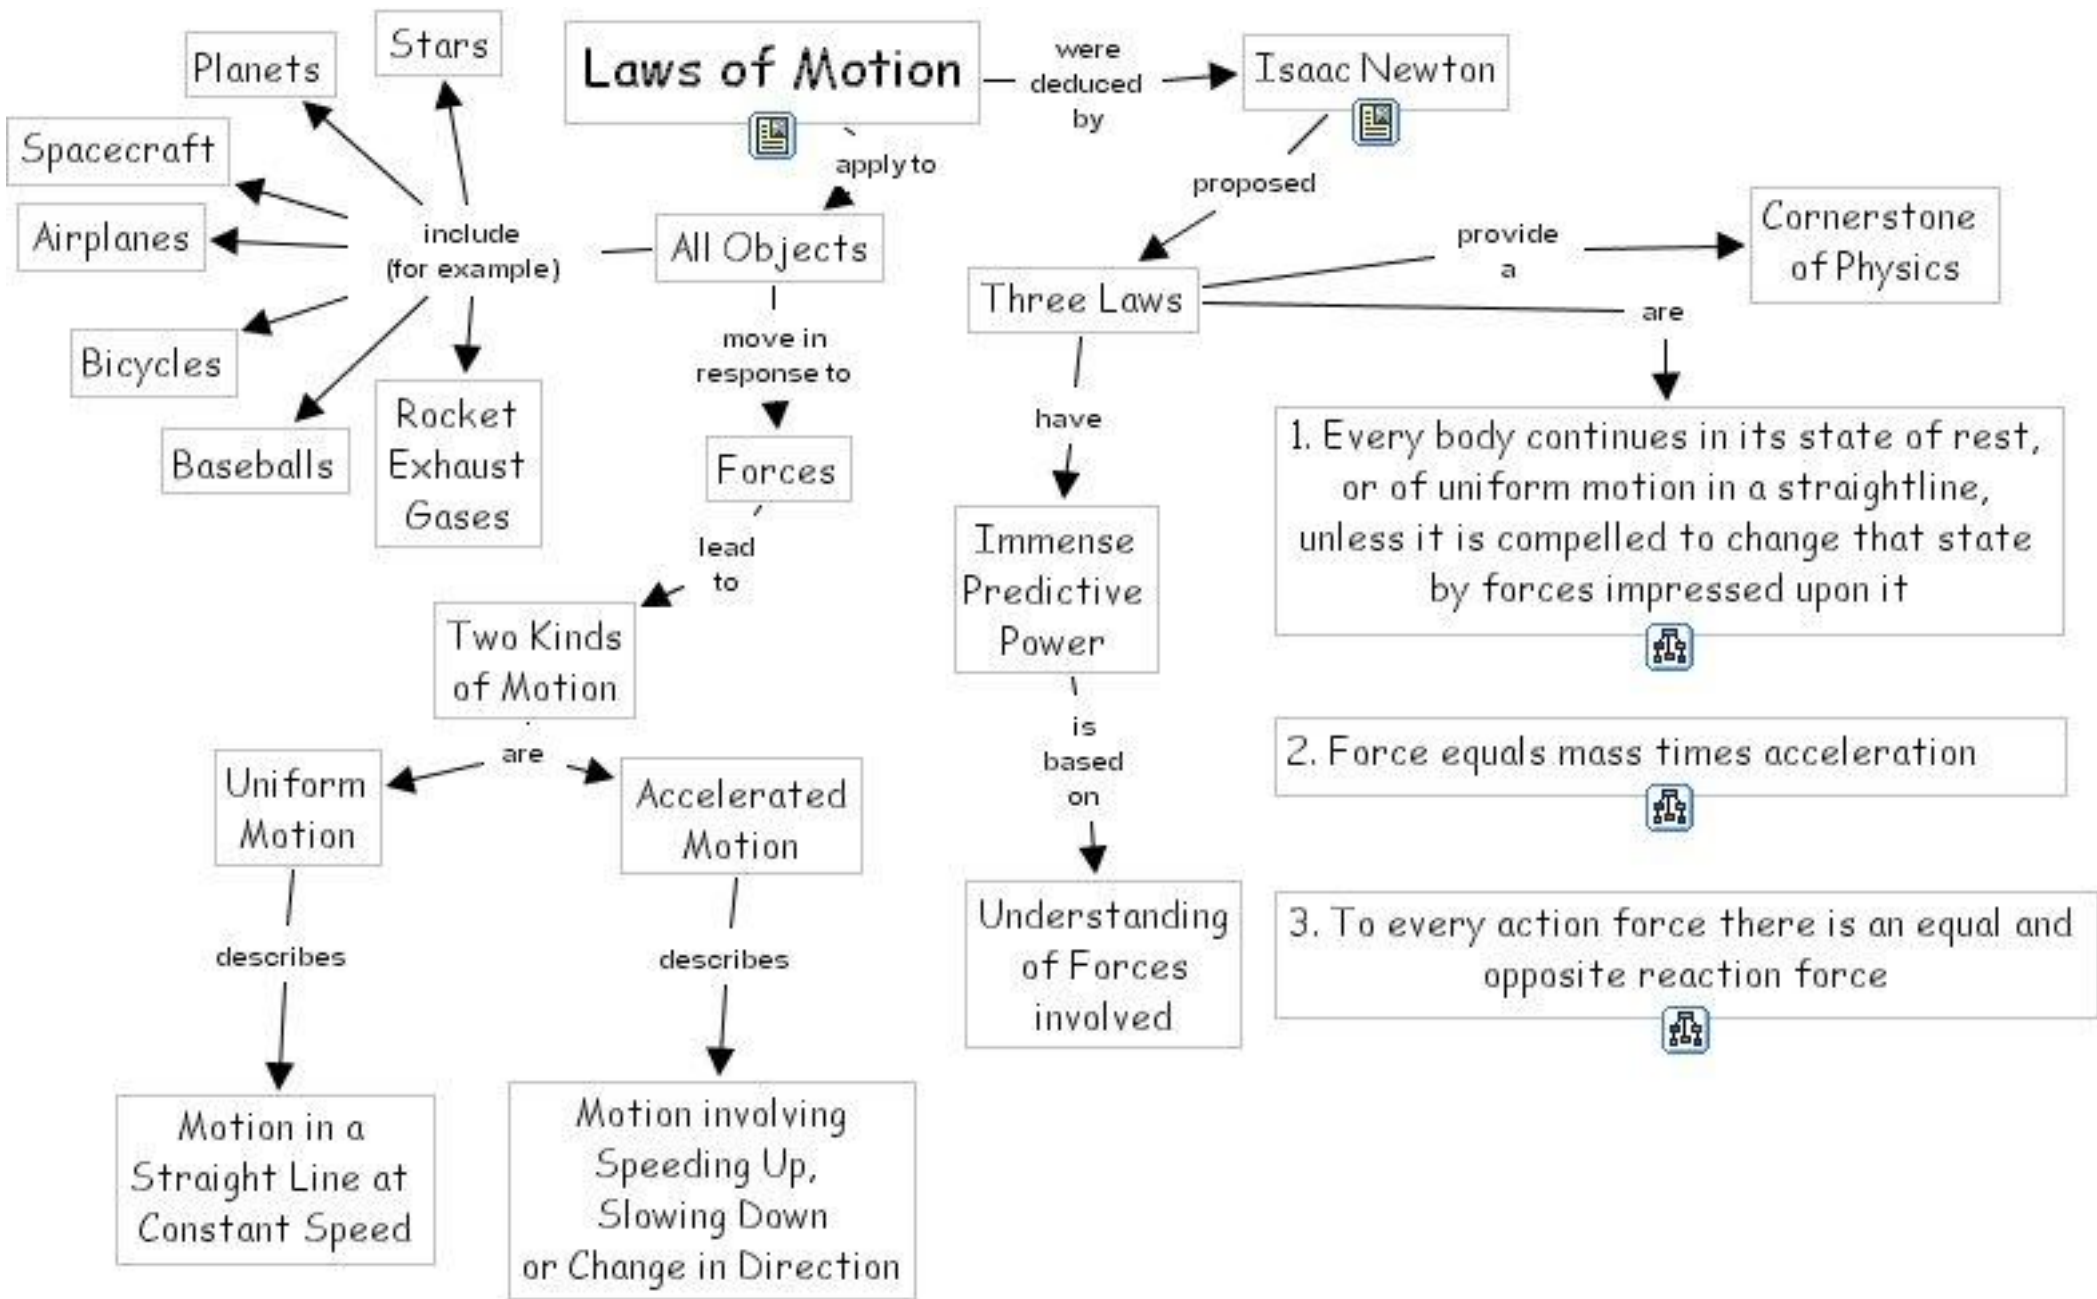 Laws of Motion
were
deduced
by
Isaac Newton
Stars
Planets
Spacecraft
Airplanes
Bicycles
Baseballs
Rocket
Exhaust
Gases
include
(for example)
apply to
All Objects
move in
response to
Forces
lead
to
Two Kinds
of Motion
are
Uniform
Motion
describes
Motion in a
Straight Line at
Constant Speed
Accelerated
Motion
describes
Motion involving
Speeding Up,
Slowing Down
or Change in Direction
proposed
Three Laws
provide
a
Cornerstone
of Physics
have
Immense
Predictive
Power
is
based
on
Understanding
of Forces
involved
are
1. Every body continues in its state of rest,
or of uniform motion in a straightline,
unless it is compelled to change that state
by forces impressed upon it
2. Force equals mass times acceleration
3. To every action force there is an equal and
opposite reaction force